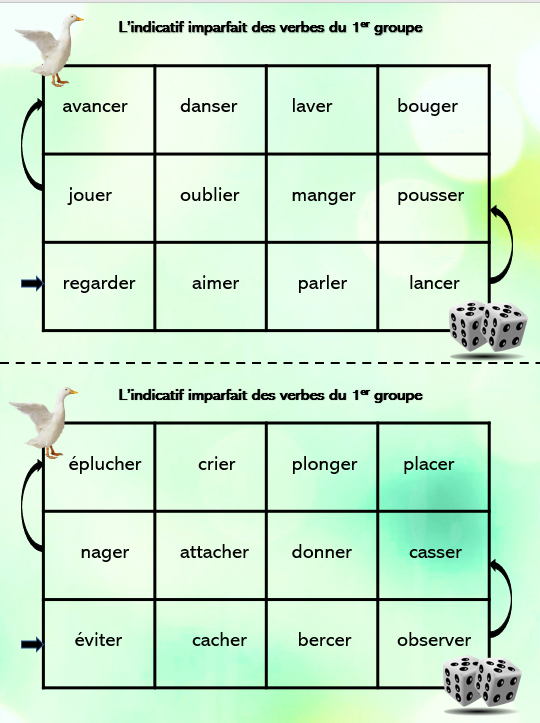 L'indicatif imparfait des verbes du 1er groupe
avancer danser laver bouger
jouer oublier manger pousser
regarder aimer parler lancer
L'indicatif imparfait des verbes du 1er groupe
éplucher crier plonger placer
nager attacher donner casser
éviter cacher bercer observer